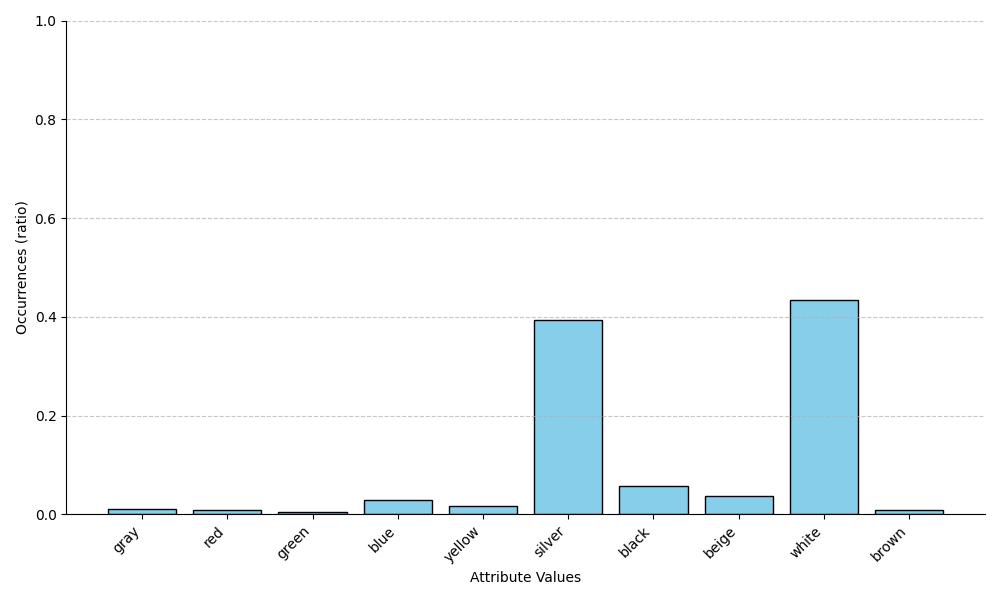 1.0
0.8
0.6
0.4
0.2
0.0
Occurrences (ratio)
gray
red
green
blue
yellow
silver
black
beige
white
brown
Attribute Values